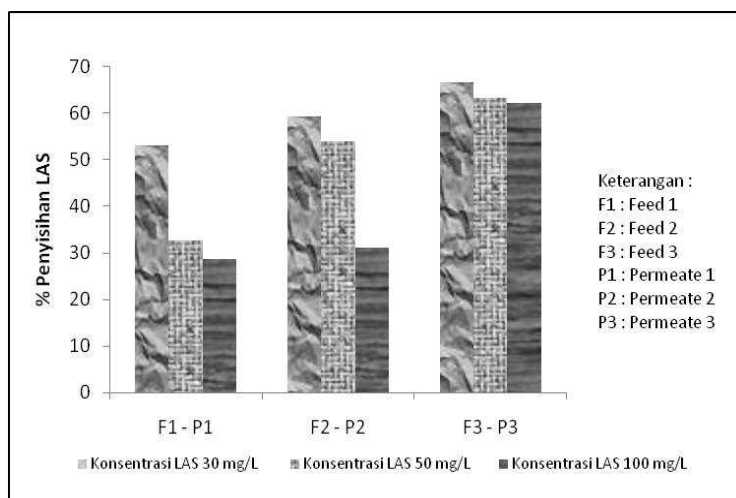 % Penyisihan LAS
70
60
50
40
30
20
10
0
F1 - P1
F2 - P2
F3 - P3
Konsentrasi LAS 30 mg/L
Konsentrasi LAS 50 mg/L
Konsentrasi LAS 100 mg/L
Keterangan :
F1 : Feed 1
F2 : Feed 2
F3 : Feed 3
P1 : Permeate 1
P2 : Permeate 2
P3 : Permeate 3